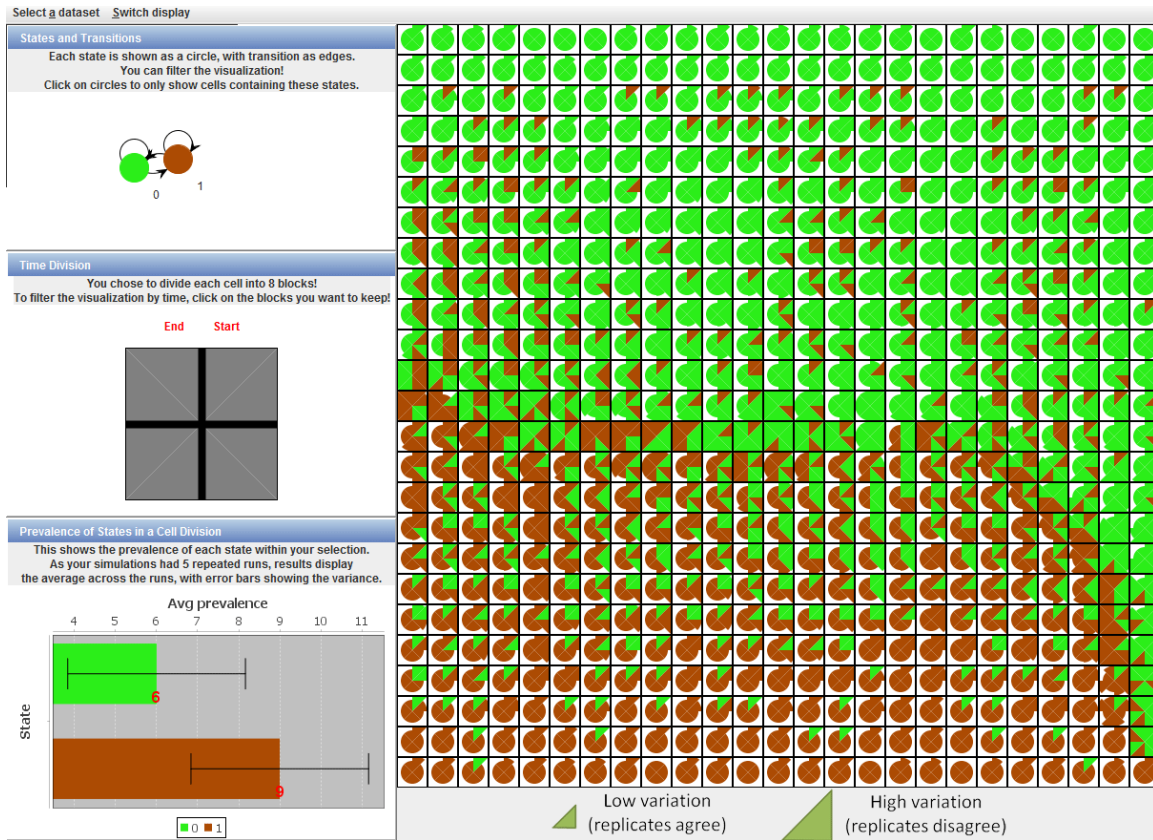 Select a dataset Switch display
States and Transitions
Each state is shown as a circle, with transition as edges.
You can filter the visualization!
Click on circles to only show cells containing these states.
1
0
Time Division
You chose to divide each cell into 8 blocks!
To filter the visualization by time, click on the blocks you want to keep!
End Start
Prevalence of States in a Cell Division
This shows the prevalence of each state within your selection.
As your simulations had 5 repeated runs, results display
the average across the runs, with error bars showing the variance.
Avg prevalence
4 5 6 7 8 9 10 11
6
State
9
0 1
Low variation
(replicates agree)
High variation
(replicates disagree)